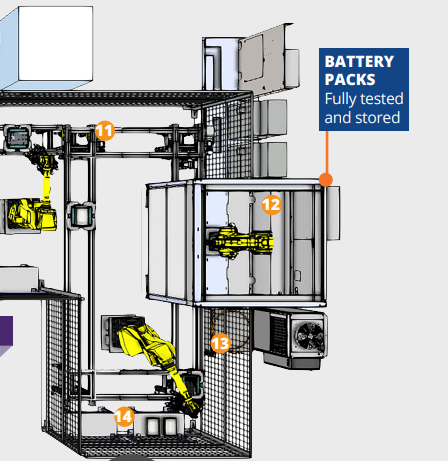 BATTERY
PACKS
Fully tested
and stored
11
12
13
14